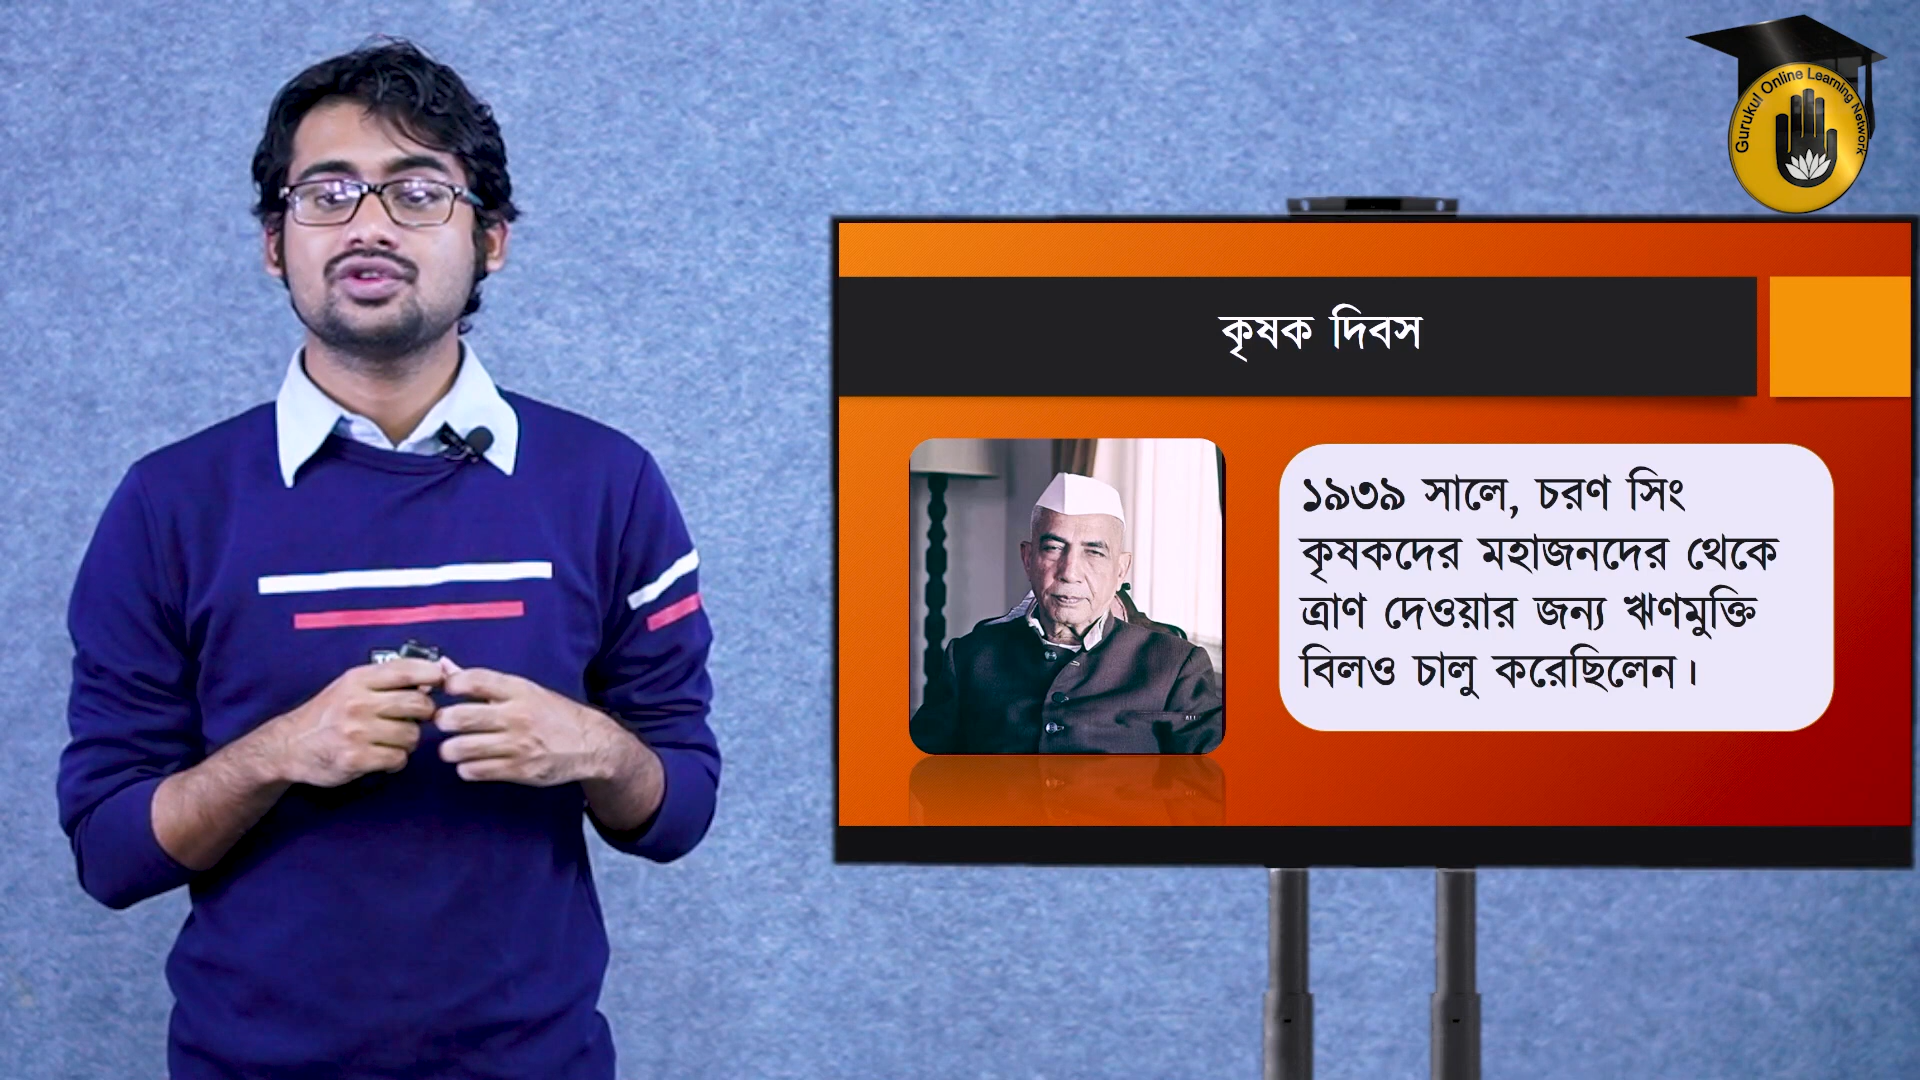 Gurukul Online Learning Network
কৃষক দিবস
১৯৩৯ সালে, চরণ সিং
কৃষকদের মহাজনদের থেকে
ত্রাণ দেওয়ার জন্য ঋণমুক্তি
বিলও চালু করেছিলেন।